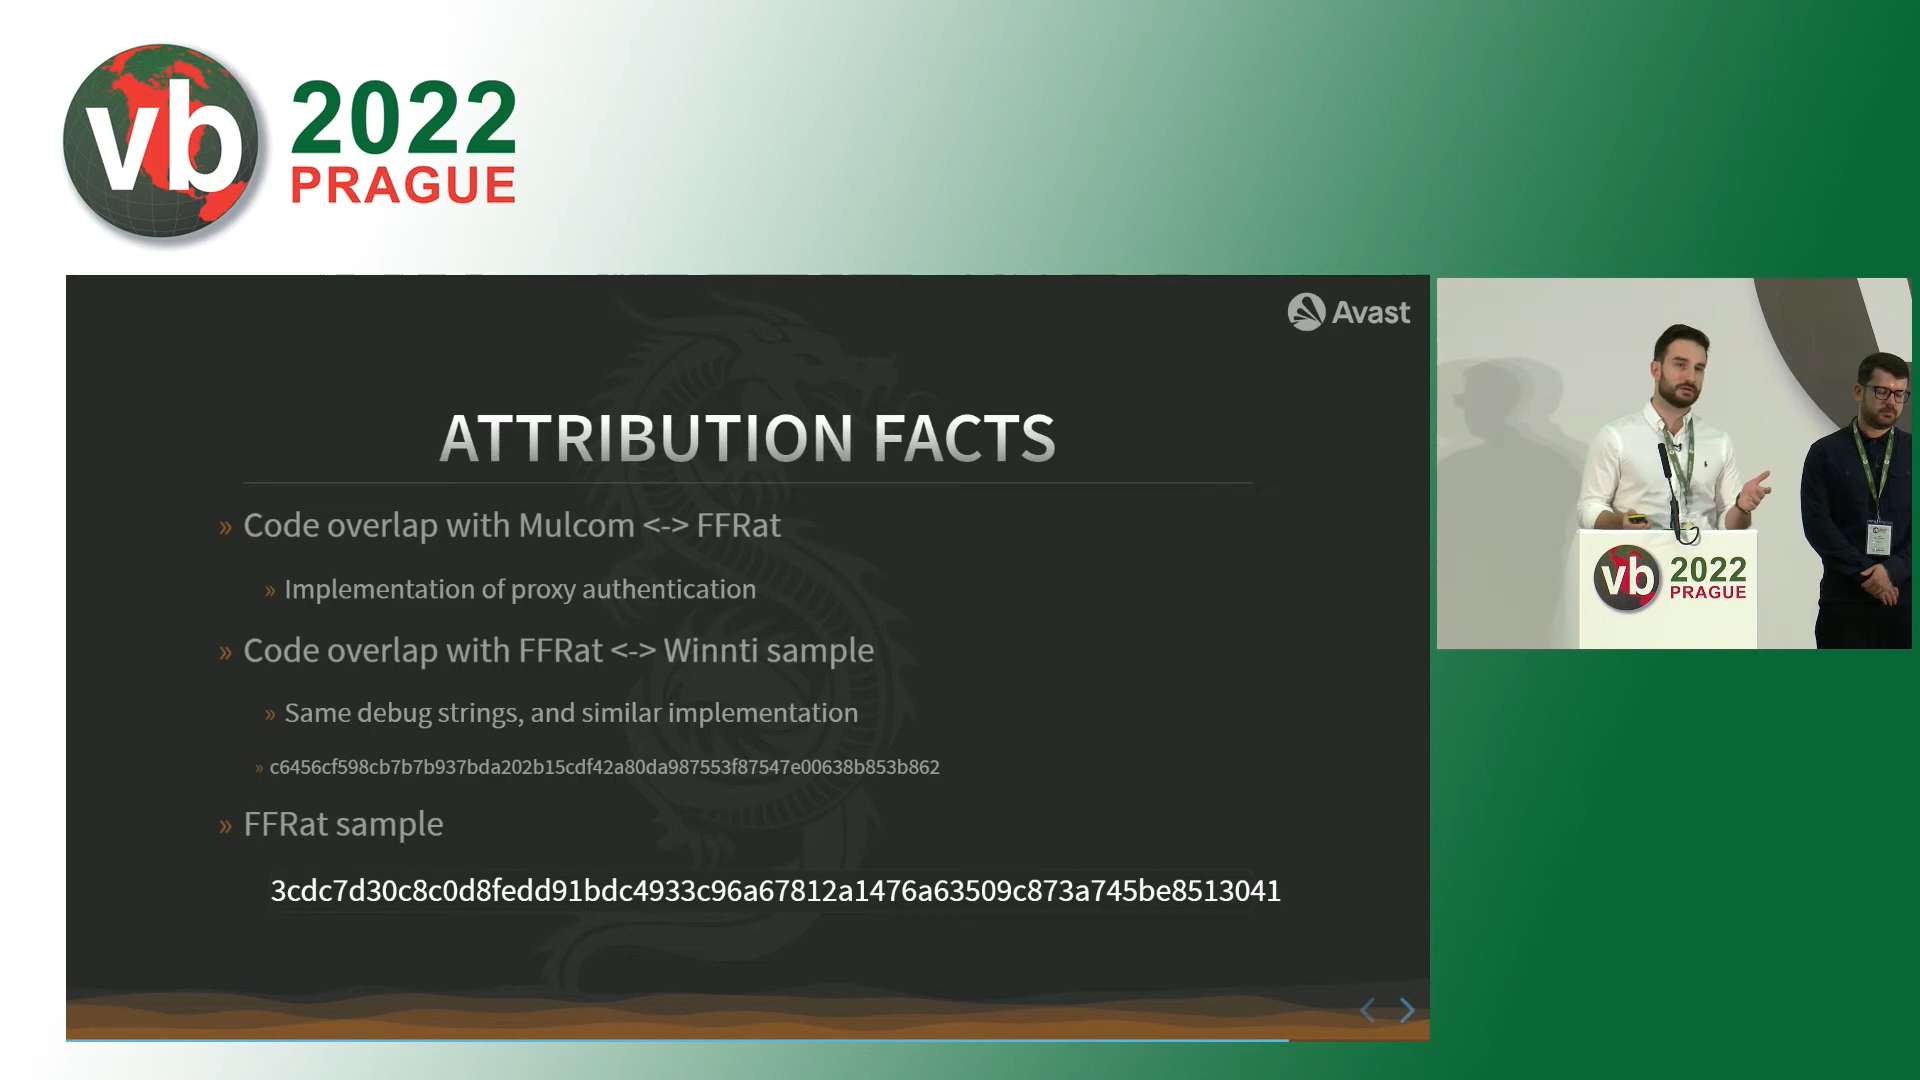 vb
2022
PRAGUE
Avast
ATTRIBUTION FACTS
» Code overlap with Mulcom <-> FFRat
» Implementation of proxy authentication
» Code overlap with FFRat <-> Winnti sample
» Same debug strings, and similar implementation
» c6456cf598cb7b7b937bda202b15cdf42a80da987553f87547e00638b853b862
» FFRat sample
3cdc7d30c8c0d8fedd91bdc4933c96a67812a1476a63509c873a745be8513041
vb
2022
PRAGUE